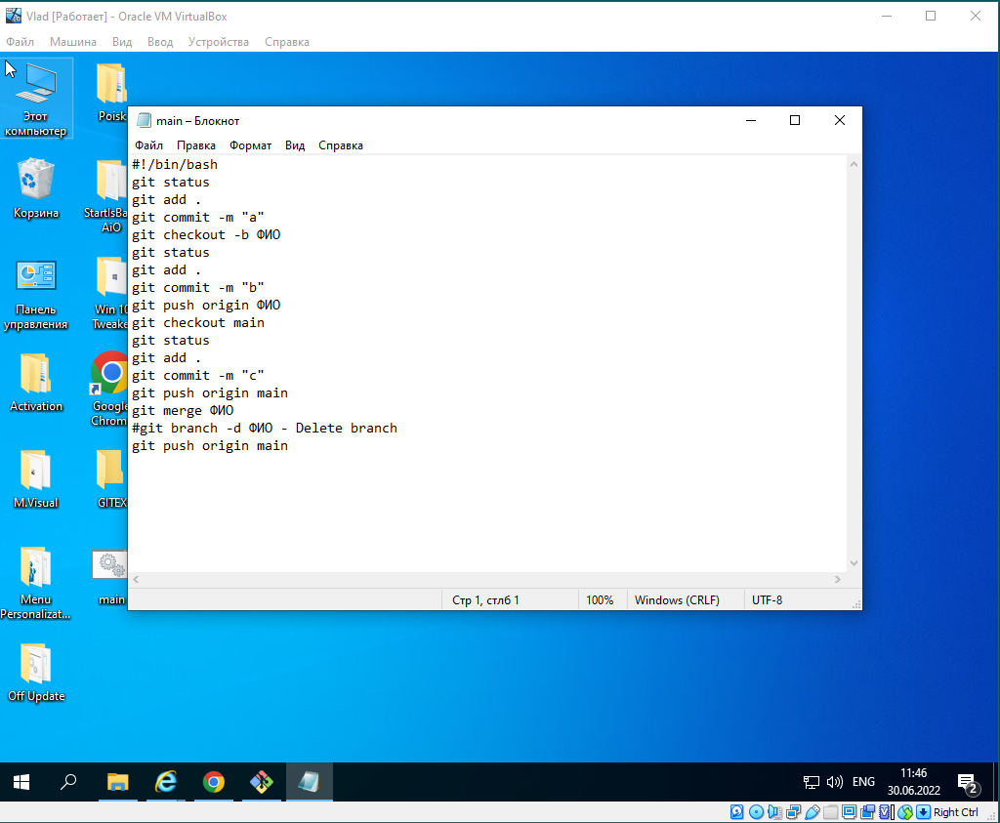 Vlad [Работает] - Oracle VM VirtualBox
Файл Машина Вид Ввод Устройства Справка
Этот
компьютер
Poisk
Корзина
StartIsBa
AiO
Панель
управления
Win 10
Tweake
Activation
Google
Chrom
M.Visual
GITEX
Menu
Personalizat...
main
Off Update
main – Блокнот
Файл Правка Формат Вид Справка
#!/bin/bash
git status
git add .
git commit -m "a"
git checkout -b ФИО
git status
git add .
git commit -m "b"
git push origin ФИО
git checkout main
git status
git add .
git commit -m "c"
git push origin main
git merge ФИО
#git branch -d ФИО - Delete branch
git push origin main
Стр 1, стлб 1 100% Windows (CRLF) UTF-8
ENG
11:46
30.06.2022
2
Right Ctrl